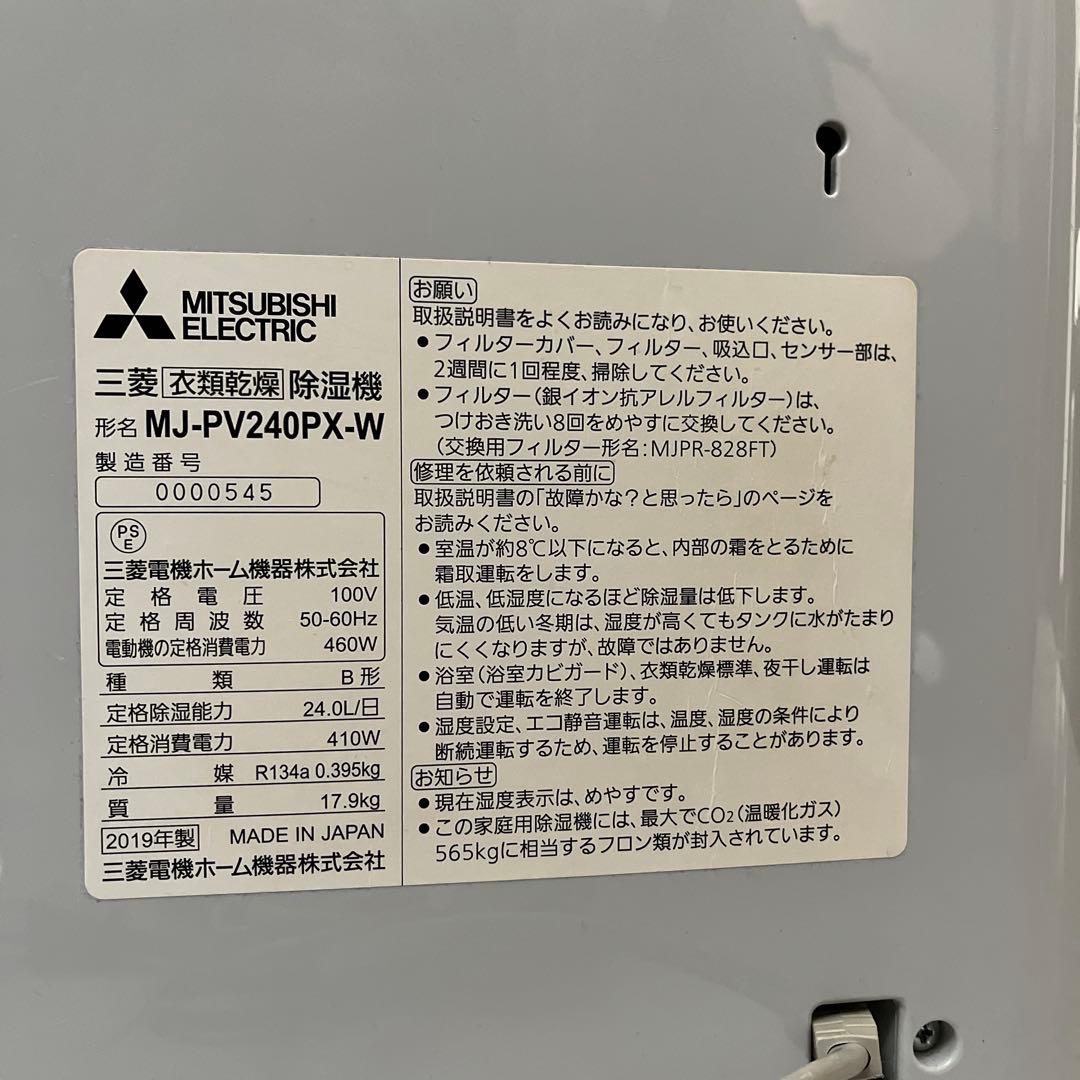 MITSUBISHI
ELECTRIC
三菱 衣類乾燥 除湿機
形名 MJ-PV240PX-W
製造番号
0000545
PS
E
三菱電機ホーム機器株式会社
定格電圧 100V
定格周波数 50-60Hz
電動機の定格消費電力 460W
種類 B形
定格除湿能力 24.0L/日
定格消費電力 410W
冷媒 R134a 0.395kg
質量 17.9kg
2019年製 MADE IN JAPAN
三菱電機ホーム機器株式会社
お願い
取扱説明書をよくお読みになり、お使いください。
●フィルターカバー、フィルター、吸込口、センサー部は、
2週間に1回程度、掃除してください。
●フィルター(銀イオン抗アレルフィルター)は、
つけおき洗い8回をめやすに交換してください。
(交換用フィルター形名:MJPR-828FT)
修理を依頼される前に
取扱説明書の「故障かな?と思ったら」のページを
お読みください。
●室温が約8℃以下になると、内部の霜をとるために
霜取運転をします。
●低温、低湿度になるほど除湿量は低下します。
気温の低い冬期は、湿度が高くてもタンクに水がたまり
にくくなりますが、故障ではありません。
●浴室(浴室カビガード)、衣類乾燥標準、夜干し運転は
自動で運転を終了します。
●湿度設定、エコ静音運転は、温度、湿度の条件により
断続運転するため、運転を停止することがあります。
お知らせ
●現在湿度表示は、めやすです。
●この家庭用除湿機には、最大でCO2(温暖化ガス)
565kgに相当するフロン類が封入されています。